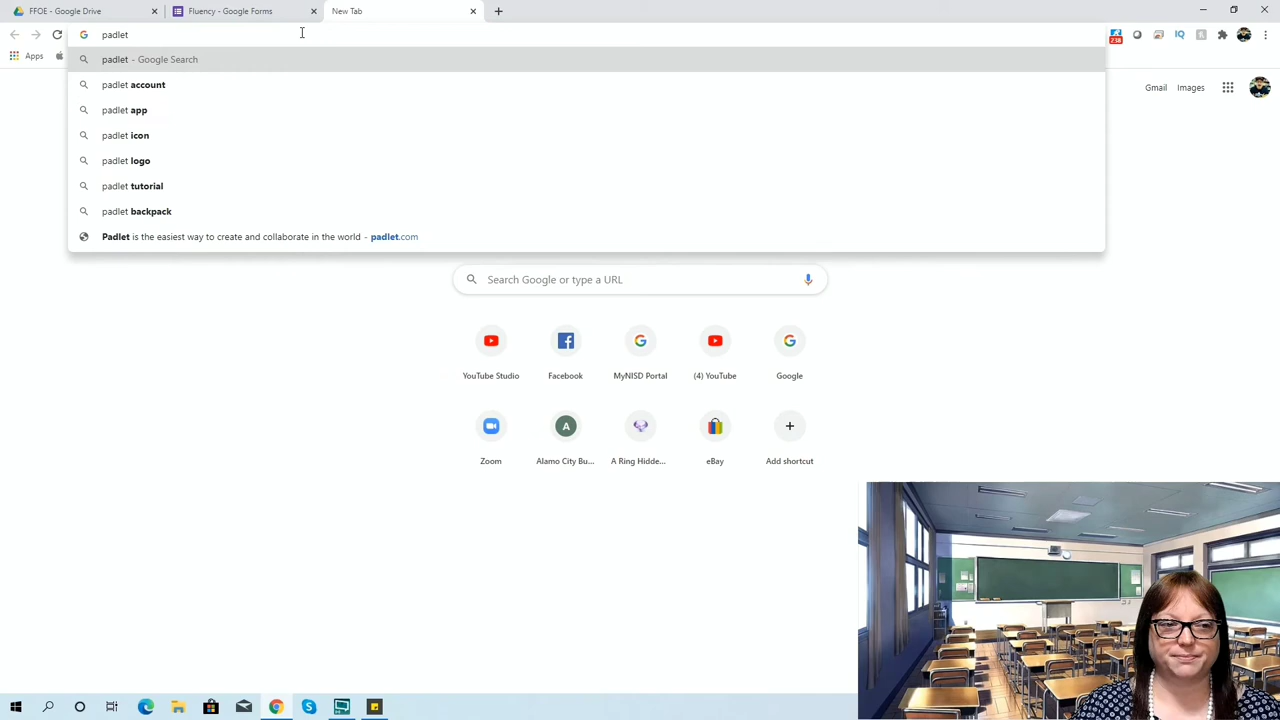 FFOE - Google Drive
Fluency - Google Forms
New Tab
padlet
238
IQ
Apps
padlet - Google Search
padlet account
padlet app
padlet icon
padlet logo
padlet tutorial
padlet backpack
Padlet is the easiest way to create and collaborate in the world - padlet.com
Gmail Images
Search Google or type a URL
YouTube Studio
Facebook
MyNISD Portal
(4) YouTube
Google
A
Zoom
Alamo City Bu...
A Ring Hidde...
eBay
Add shortcut